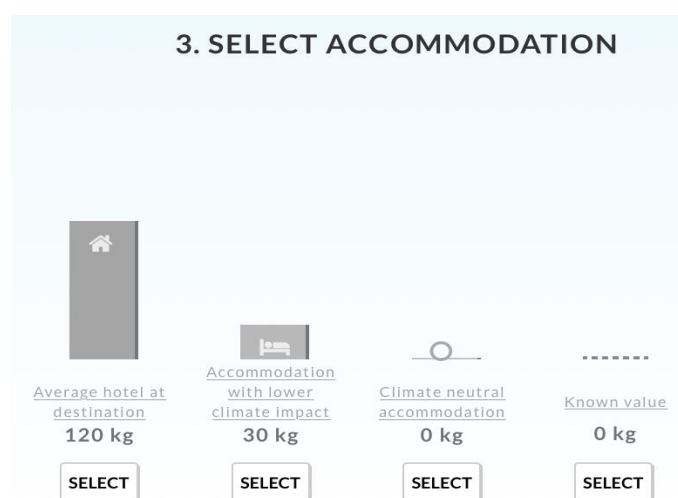 3. SELECT ACCOMMODATION
Average hotel at
destination
120 kg
SELECT
Accommodation
with lower
climate impact
30 kg
SELECT
Climate neutral
accommodation
0 kg
SELECT
Known value
0 kg
SELECT